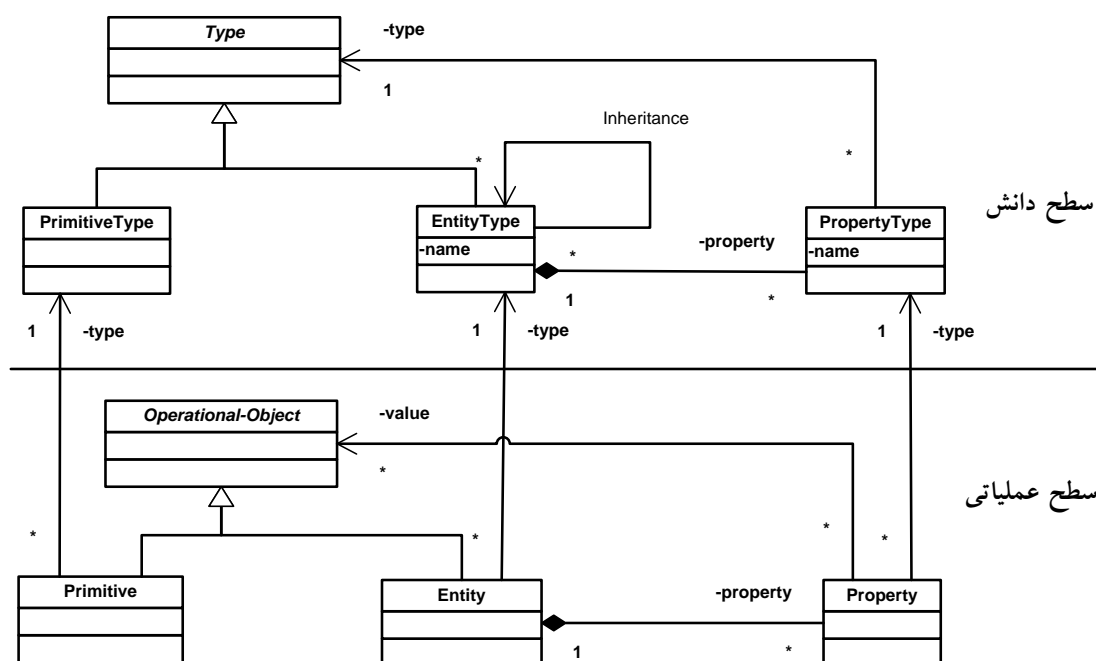 Type
-type
1
Inheritance
*
*
PrimitiveType
EntityType
-name
PropertyType
-name
سطح دانش
-property
*
1
*
1
-type
1
-type
1
-type
Operational-Object
-value
*
سطح عملیاتی
*
*
*
*
Primitive
Entity
Property
-property
1
*